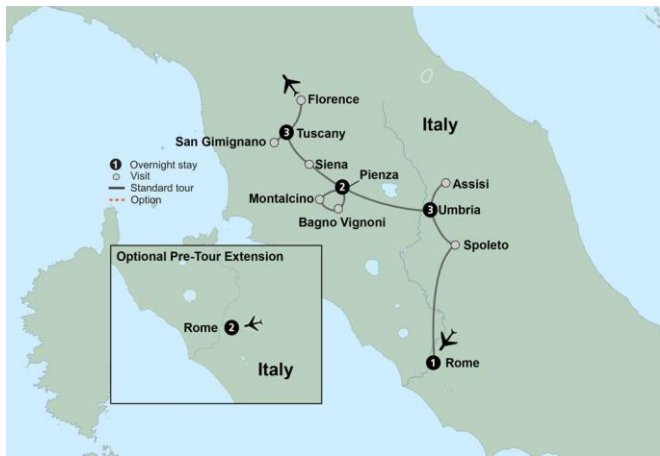 Florence
Italy
3 Tuscany
San Gimignano
1 Overnight stay
Visit
Standard tour
Option
Siena
2 Pienza
Montalcino
Bagno Vignoni
Assisi
3 Umbria
Spoleto
1 Rome
Optional Pre-Tour Extension
Rome 2
Italy